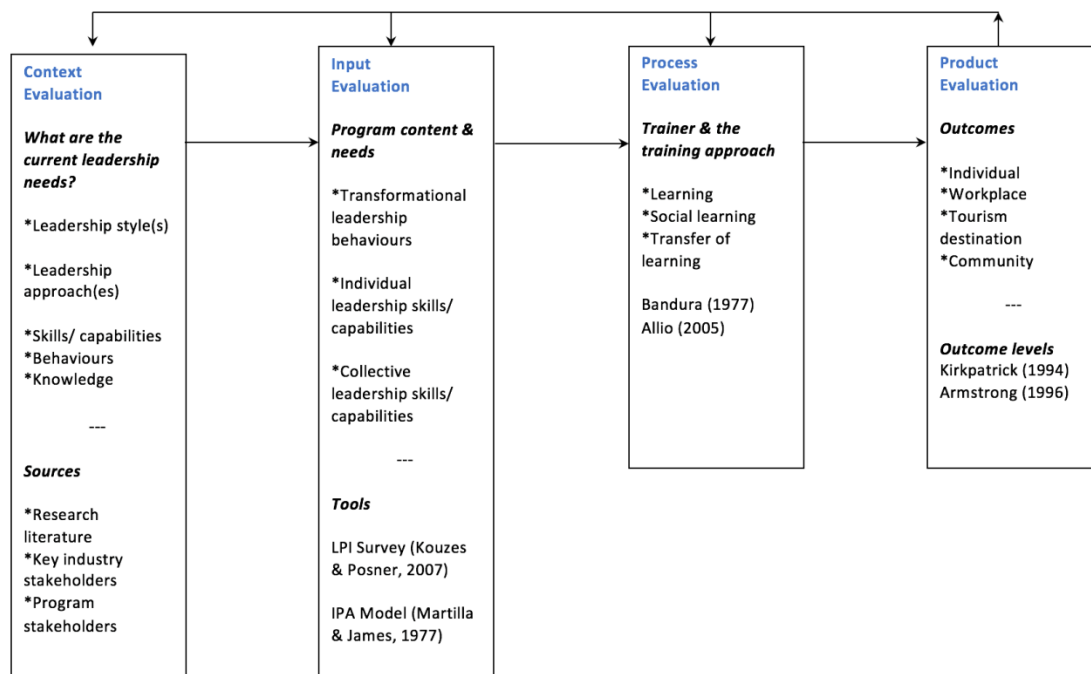 Context
Evaluation
What are the
current leadership
needs?
*Leadership style(s)
*Leadership
approach(es)
*Skills/ capabilities
*Behaviours
*Knowledge
---
Sources
*Research
literature
*Key industry
stakeholders
*Program
stakeholders
Input
Evaluation
Program content &
needs
*Transformational
leadership
behaviours
*Individual
leadership skills/
capabilities
*Collective
leadership skills/
capabilities
---
Tools
LPI Survey (Kouzes
& Posner, 2007)
IPA Model (Martilla
& James, 1977)
Process
Evaluation
Trainer & the
training approach
*Learning
*Social learning
*Transfer of
learning
Bandura (1977)
Allio (2005)
Product
Evaluation
Outcomes
*Individual
*Workplace
*Tourism
destination
*Community
---
Outcome levels
Kirkpatrick (1994)
Armstrong (1996)